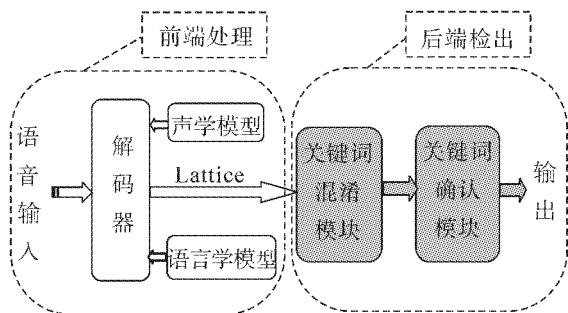 前端处理
后端检出
语音输入
解码器
声学模型
Lattice
语言学模型
关键词
混淆
模块
关键词
确认
模块
输出